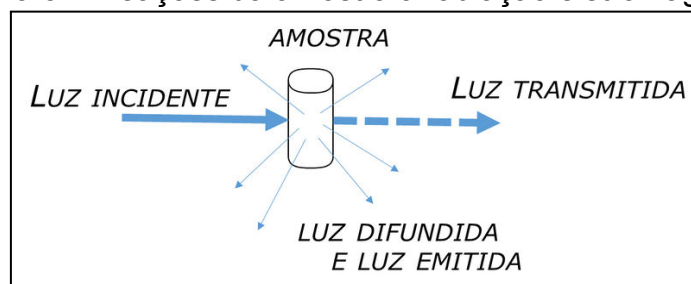 AMOSTRA
LUZ INCIDENTE
LUZ TRANSMITIDA
LUZ DIFUNDIDA
E LUZ EMITIDA